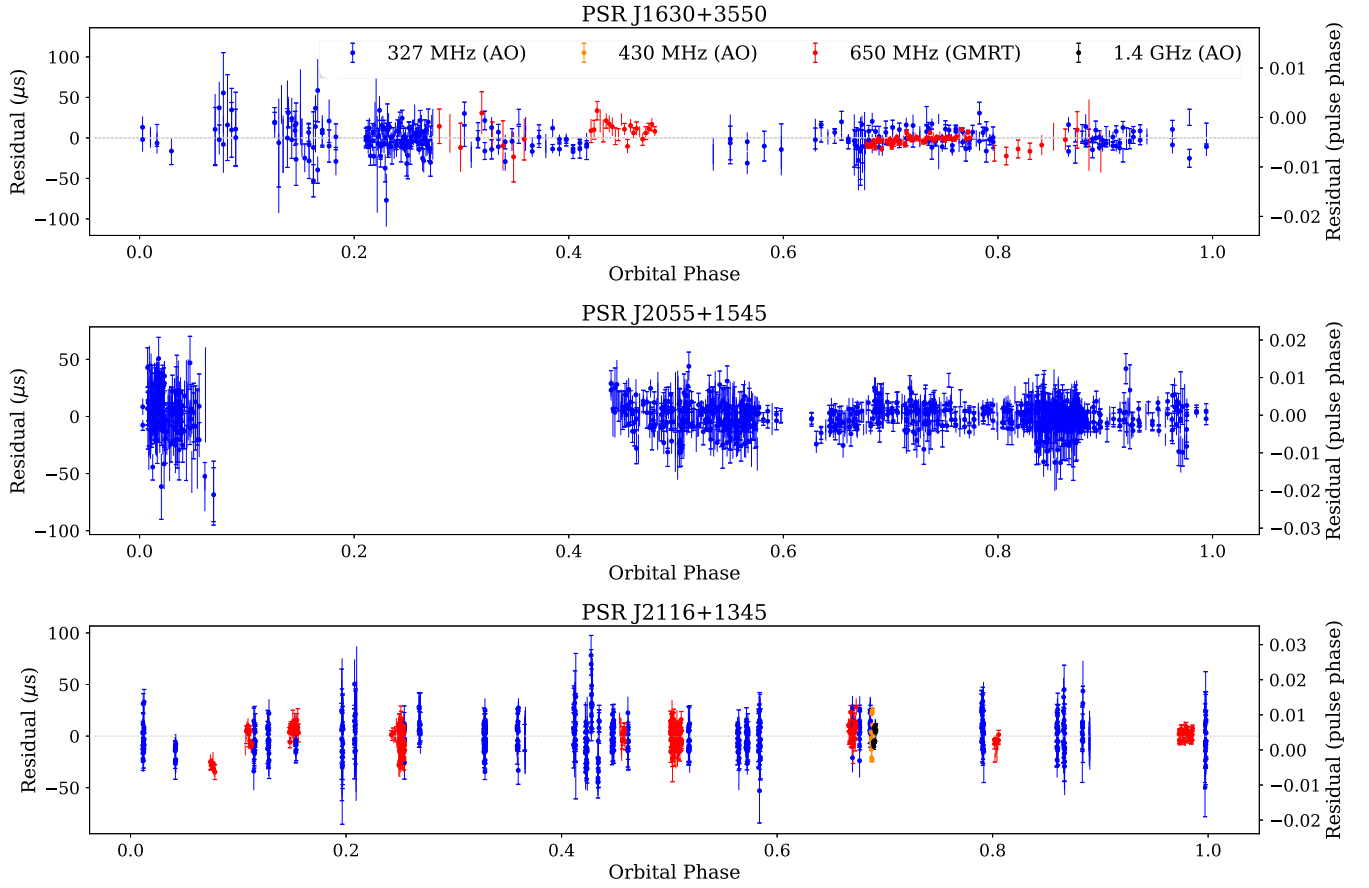 PSR J1630+3550
327 MHz (AO) 430 MHz (AO) 650 MHz (GMRT) 1.4 GHz (AO)
100
50
0
−50
−100
Residual (μs)
0.01
0.00
−0.01
−0.02
Residual (pulse phase)
0.0 0.2 0.4 0.6 0.8 1.0
Orbital Phase
PSR J2055+1545
50
0
−50
−100
Residual (μs)
0.02
0.01
0.00
−0.01
−0.02
−0.03
Residual (pulse phase)
0.0 0.2 0.4 0.6 0.8 1.0
Orbital Phase
PSR J2116+1345
100
50
0
−50
Residual (μs)
0.03
0.02
0.01
0.00
−0.01
−0.02
Residual (pulse phase)
0.0 0.2 0.4 0.6 0.8 1.0
Orbital Phase